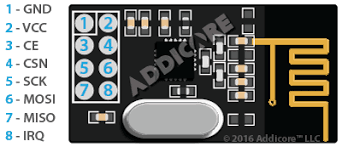 1 - GND
2 - VCC
3 - CE
4 - CSN
5 - SCK
6 - MOSI
7 - MISO
8 - IRQ
1 2
3 4
5 6
7 8
ADDICORE
© 2016 Addicore™ LLC